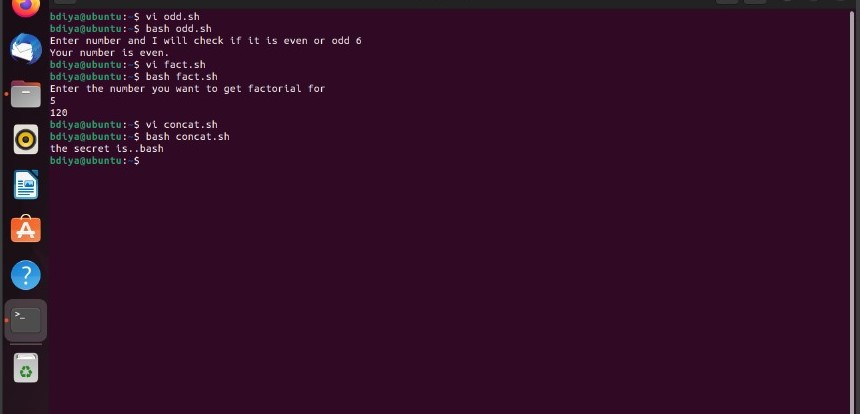 bdiya@ubuntu:~$ vi odd.sh
bdiya@ubuntu:~$ bash odd.sh
Enter number and I will check if it is even or odd 6
Your number is even.
bdiya@ubuntu:~$ vi fact.sh
bdiya@ubuntu:~$ bash fact.sh
Enter the number you want to get factorial for
5
120
bdiya@ubuntu:~$ vi concat.sh
bdiya@ubuntu:~$ bash concat.sh
the secret is..bash
bdiya@ubuntu:~$